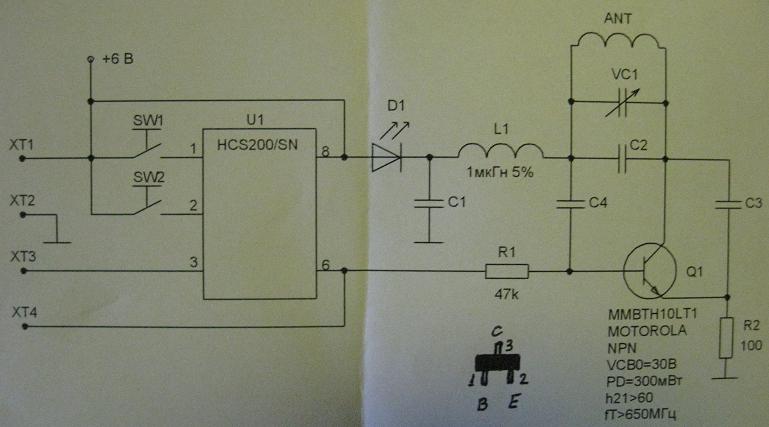 ANT
+6 В
VC1
D1
XT1
SW1
U1
1
HCS200/SN
8
L1
1мкГн 5%
C2
SW2
XT2
2
C1
C4
C3
XT3
3
6
R1
47k
Q1
XT4
MMBTH10LT1
MOTOROLA
NPN
VCB0=30В
PD=300мВт
h21>60
fT>650МГц
R2
100
C
3
1
2
B
E